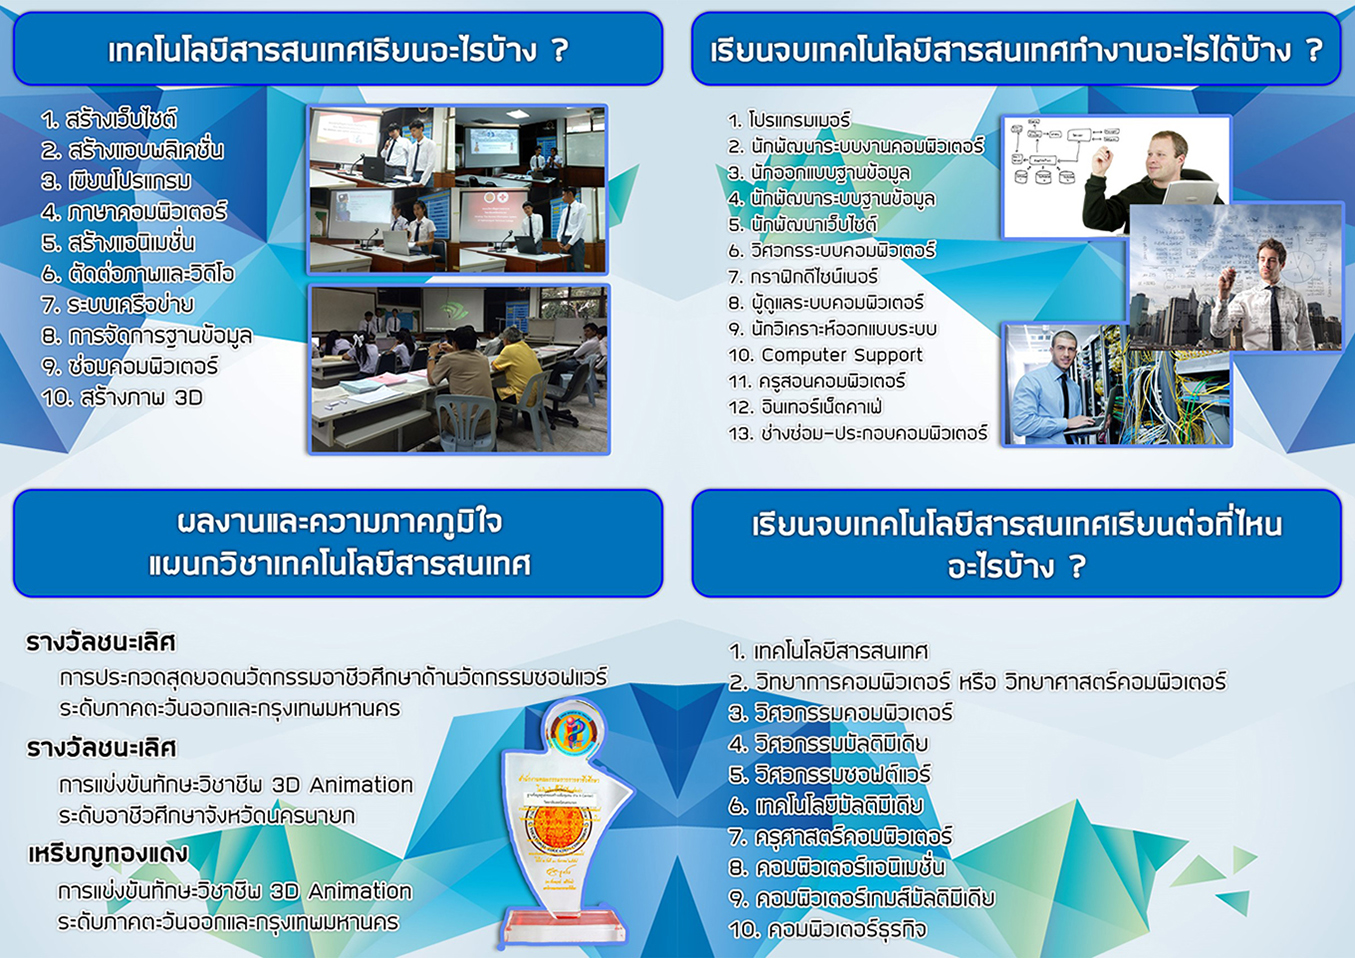 เทคโนโลยีสารสนเทศเรียนอะไรบ้าง ?
1. สร้างเว็บไซต์
2. สร้างแอบพลิเคชั่น
3. เขียนโปรแกรม
4. ภาษาคอมพิวเตอร์
5. สร้างแอนิเมชั่น
6. ตัดต่อภาพและวิดีโอ
7. ระบบเครือข่าย
8. การจัดการฐานข้อมูล
9. ซ่อมคอมพิวเตอร์
10. สร้างภาพ 3D
เรียนจบเทคโนโลยีสารสนเทศทำงานอะไรได้บ้าง ?
1. โปรแกรมเมอร์
2. นักพัฒนาระบบงานคอมพิวเตอร์
3. นักออกแบบฐานข้อมูล
4. นักพัฒนาระบบฐานข้อมูล
5. นักพัฒนาเว็บไซต์
6. วิศวกรระบบคอมพิวเตอร์
7. กราฟิกดีไซน์เนอร์
8. ผู้ดูแลระบบคอมพิวเตอร์
9. นักวิเคราะห์ออกแบบระบบ
10. Computer Support
11. ครูสอนคอมพิวเตอร์
12. อินเทอร์เน็ตคาเฟ่
13. ช่างซ่อม-ประกอบคอมพิวเตอร์
ผลงานและความภาคภูมิใจ
แผนกวิชาเทคโนโลยีสารสนเทศ
รางวัลชนะเลิศ
การประกวดสุดยอดนวัตกรรมอาชีวศึกษาด้านวัตกรรมซอฟแวร์
ระดับภาคตะวันออกและกรุงเทพมหานคร
รางวัลชนะเลิศ
การแข่งขันทักษะวิชาชีพ 3D Animation
ระดับอาชีวศึกษาจังหวัดนครนายก
เหรียญทองแดง
การแข่งขันทักษะวิชาชีพ 3D Animation
ระดับภาคตะวันออกและกรุงเทพมหานคร
เรียนจบเทคโนโลยีสารสนเทศเรียนต่อที่ไหน
อะไรบ้าง ?
1. เทคโนโลยีสารสนเทศ
2. วิทยาการคอมพิวเตอร์ หรือ วิทยาศาสตร์คอมพิวเตอร์
3. วิศวกรรมคอมพิวเตอร์
4. วิศวกรรมมัลติมีเดีย
5. วิศวกรรมซอฟต์แวร์
6. เทคโนโลยีมัลติมีเดีย
7. ครุศาสตร์คอมพิวเตอร์
8. คอมพิวเตอร์แอนิเมชั่น
9. คอมพิวเตอร์เกมส์มัลติมีเดีย
10. คอมพิวเตอร์ธุรกิจ